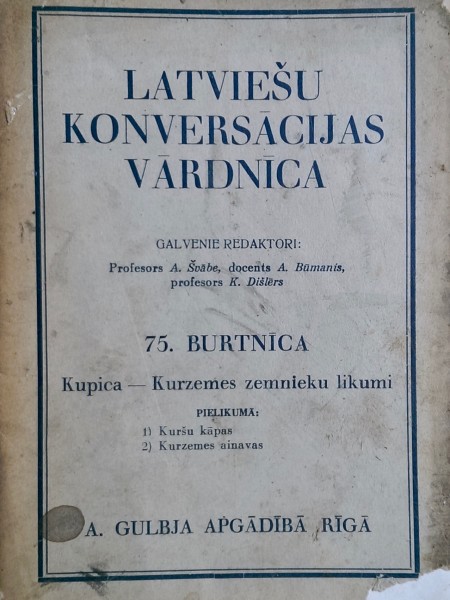 LATVIEŠU
KONVERSĀCIJAS
VĀRDNĪCA
GALVENIE REDAKTORI:
Profesors A. Švābe, docents A. Būmanis,
profesors K. Dišlērs
75. BURTNĪCA
Kupica — Kurzemes zemnieku likumi
PIELIKUMĀ:
1) Kuršu kāpas
2) Kurzemes ainavas
A. GULBJA APGĀDĪBĀ RĪGĀ